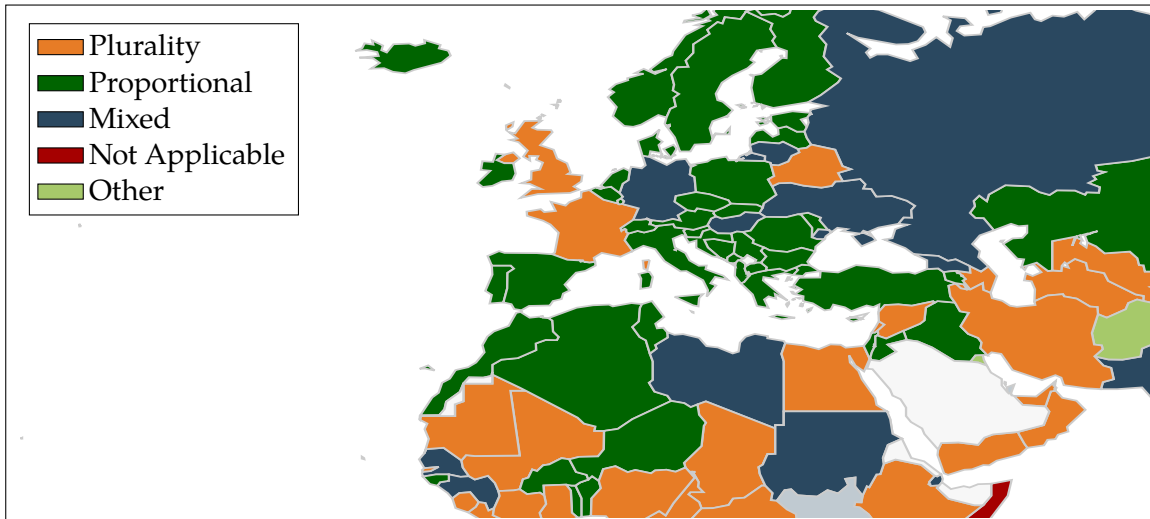 Plurality
Proportional
Mixed
Not Applicable
Other